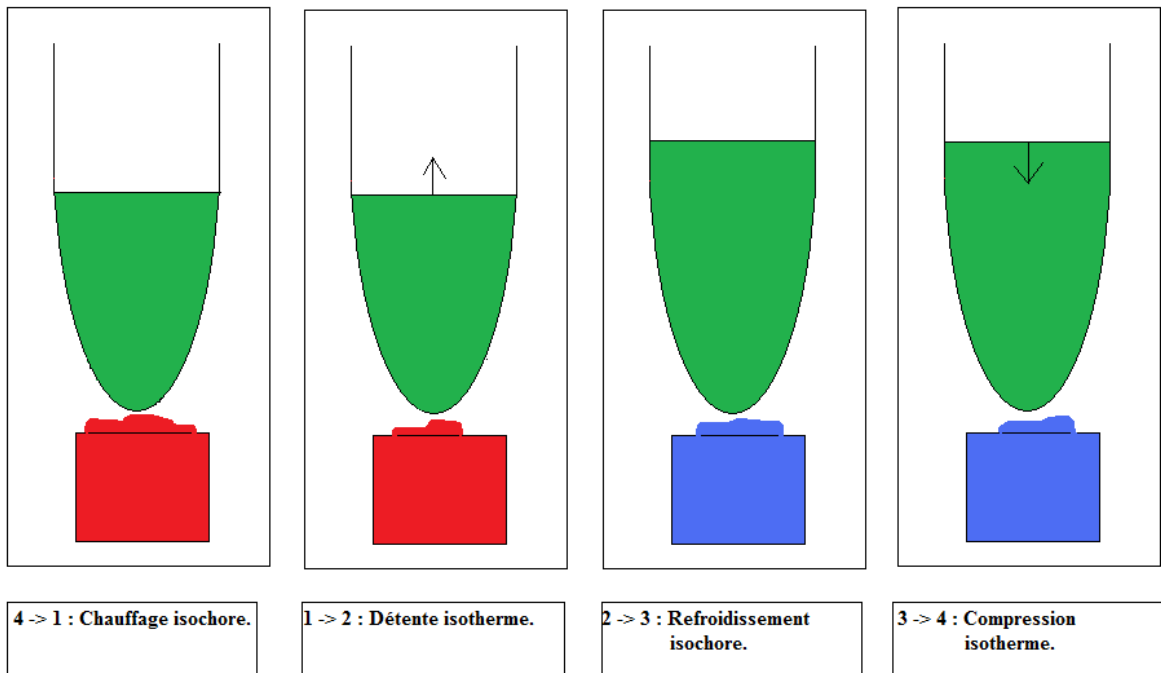 4 -> 1 : Chauffage isochore.
1 -> 2 : Détente isotherme.
2 -> 3 : Refroidissement
isochore.
3 -> 4 : Compression
isotherme.